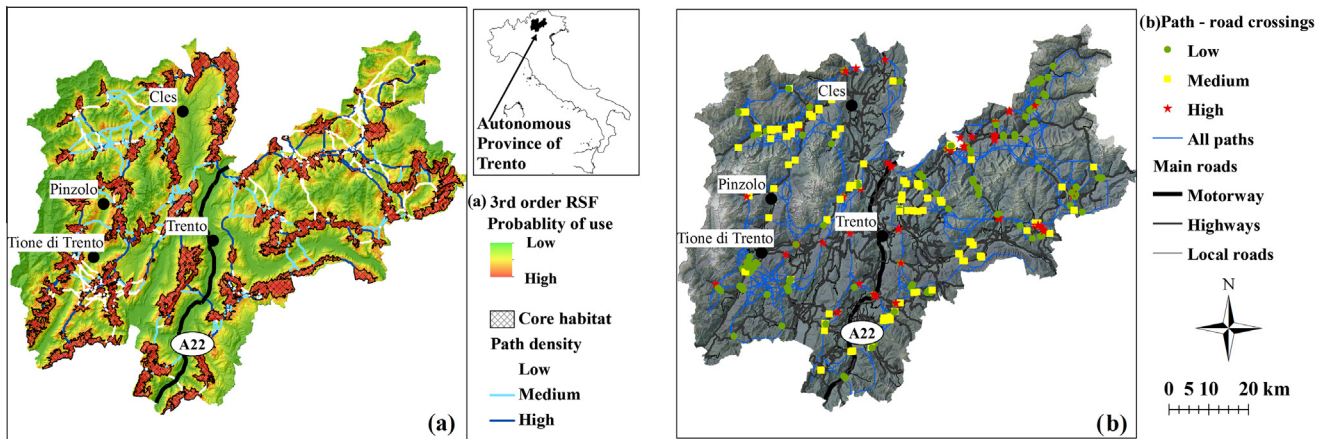 Cles
Pinzolo
Trento
Tione di Trento
A22
(a)
Autonomous
Province of
Trento
(a) 3rd order RSF
Probablity of use
Low
High
Core habitat
Path density
Low
Medium
High
Cles
Pinzolo
Trento
Tione di Trento
A22
(b)
(b)Path - road crossings
Low
Medium
High
All paths
Main roads
Motorway
Highways
Local roads
N
0 5 10 20 km